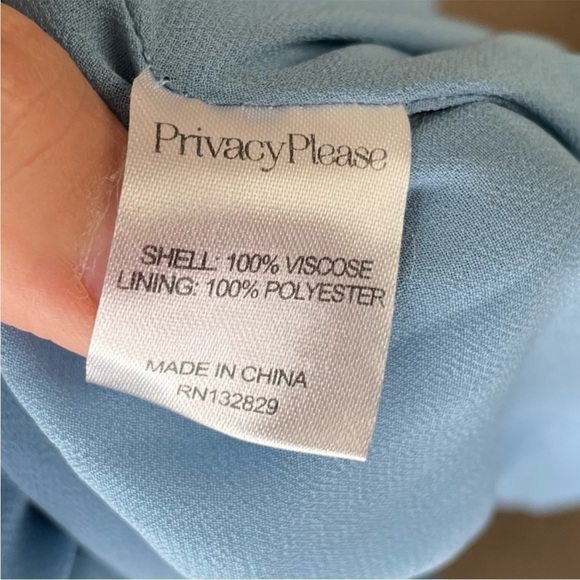 PrivacyPlease
SHELL: 100% VISCOSE
LINING: 100% POLYESTER
MADE IN CHINA
RN132829